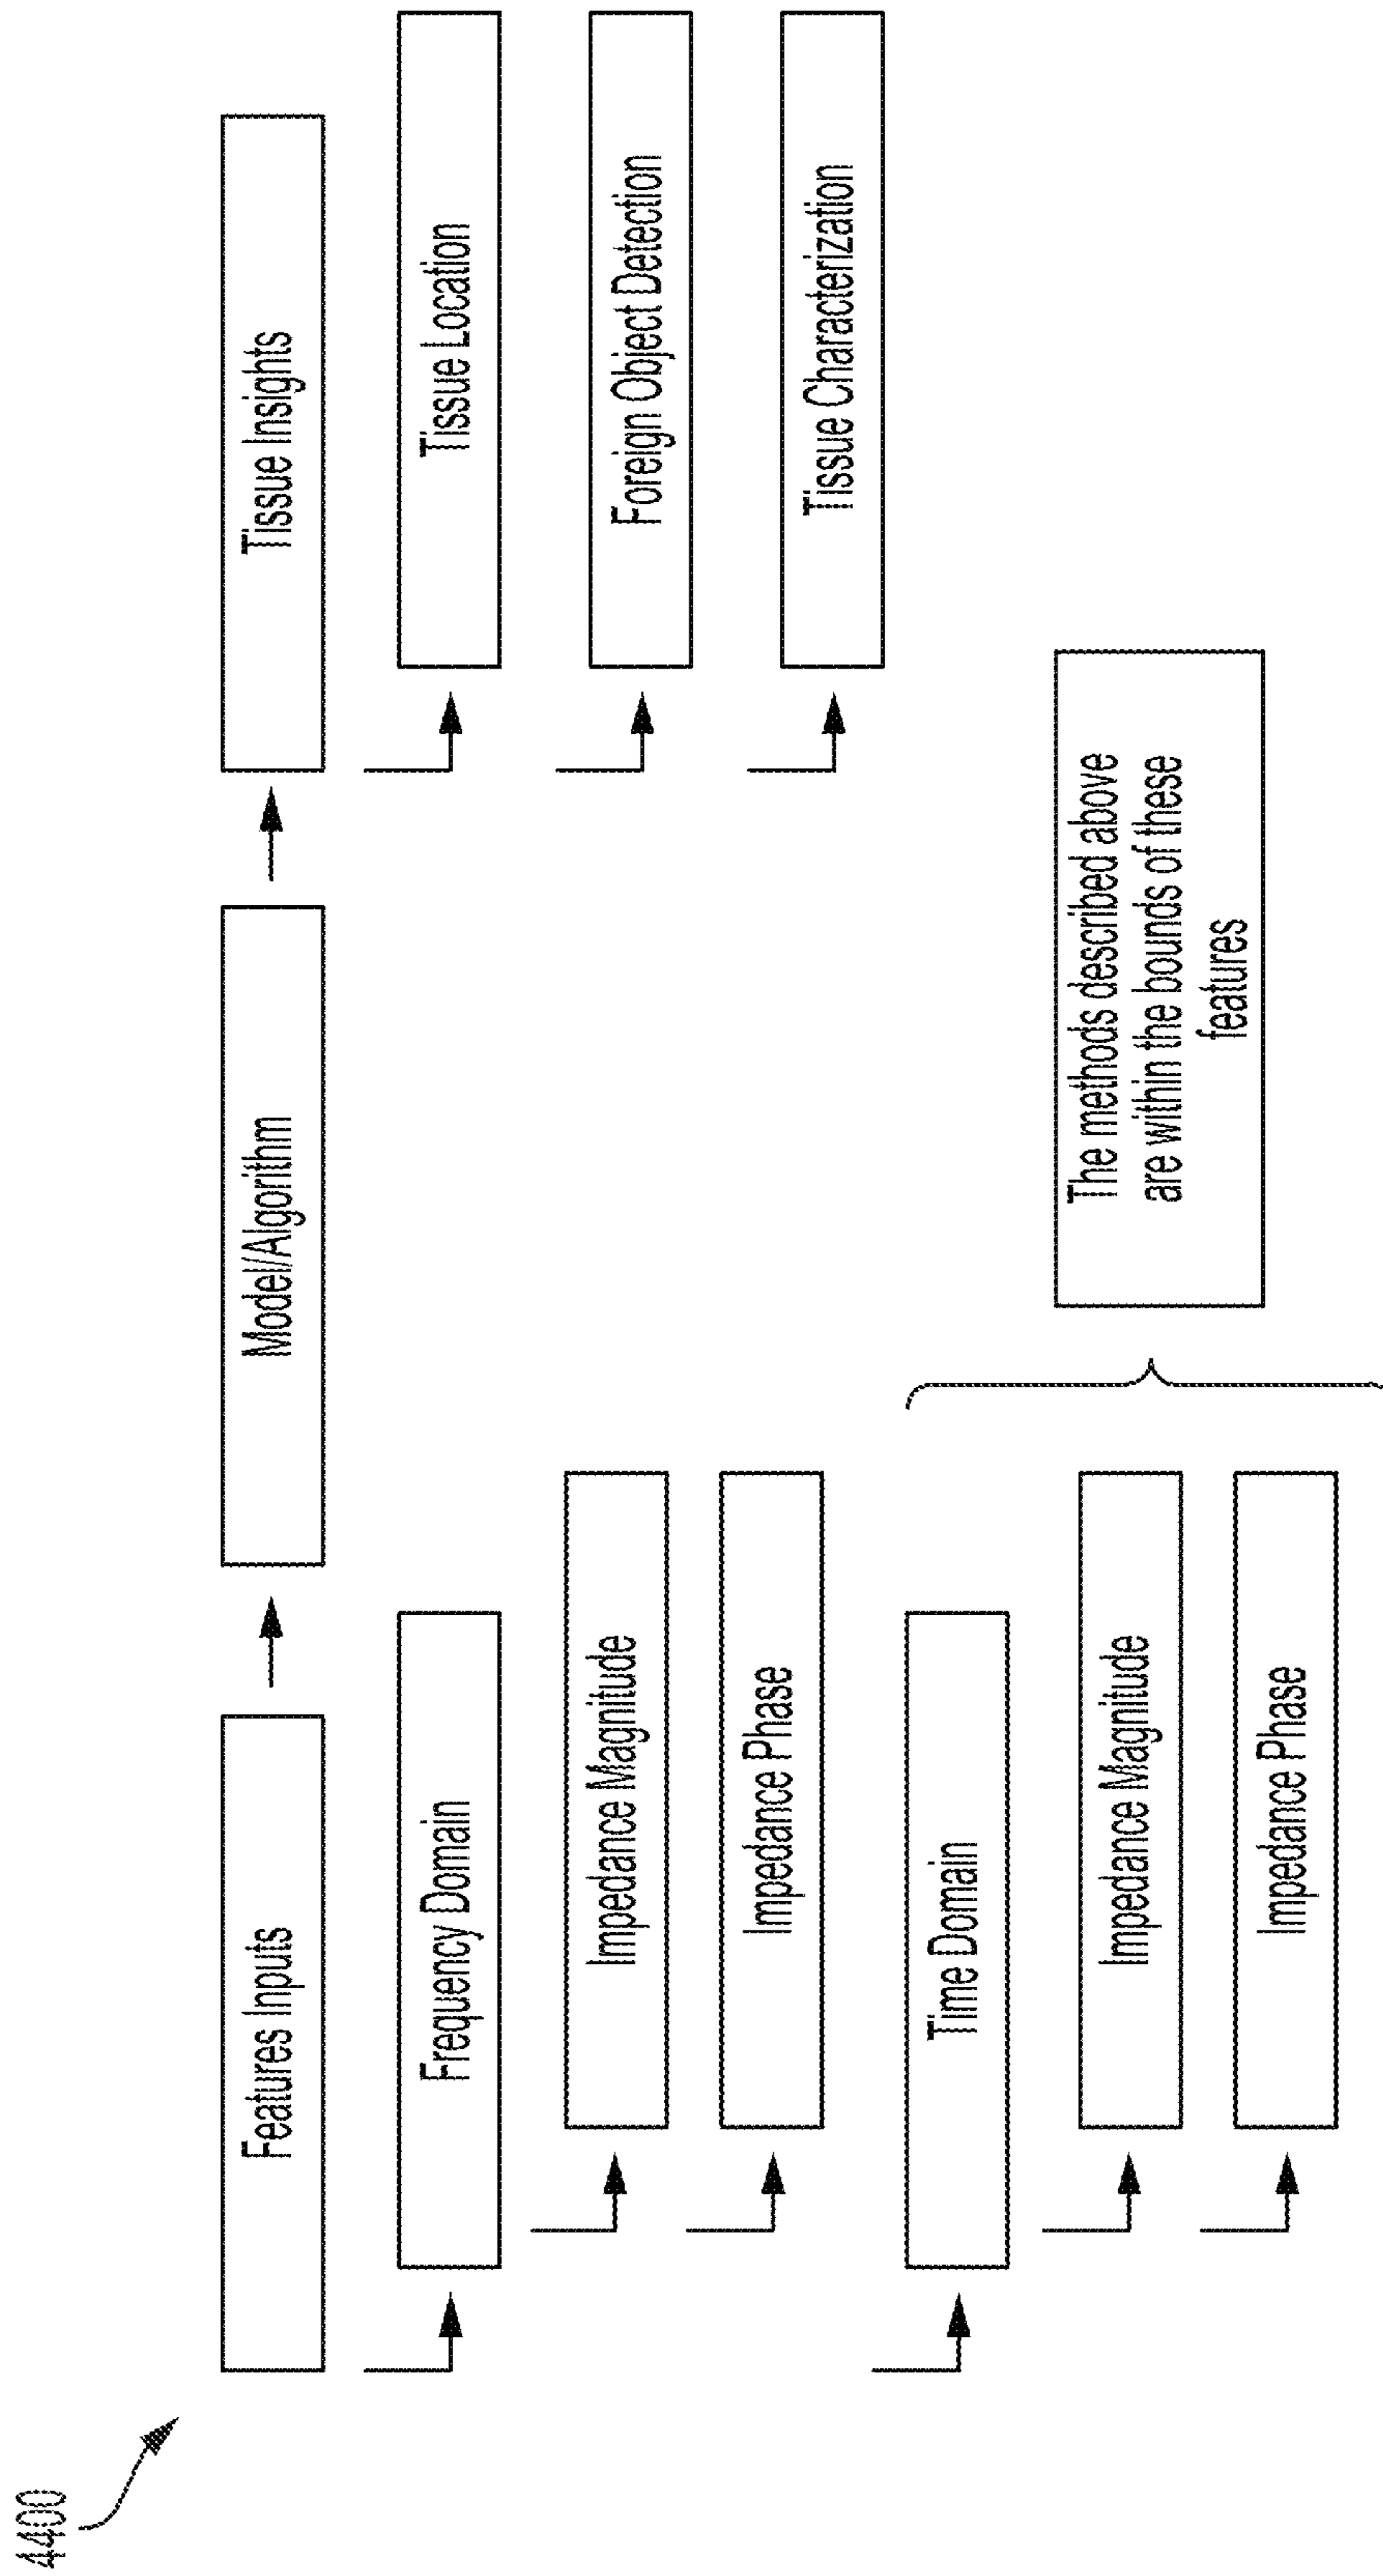 4400
Features Inputs
Model/Algorithm
Tissue Insights
Frequency Domain
Impedance Magnitude
Impedance Phase
Time Domain
Impedance Magnitude
Impedance Phase
Tissue Location
Foreign Object Detection
Tissue Characterization
The methods described above
are within the bounds of these
features